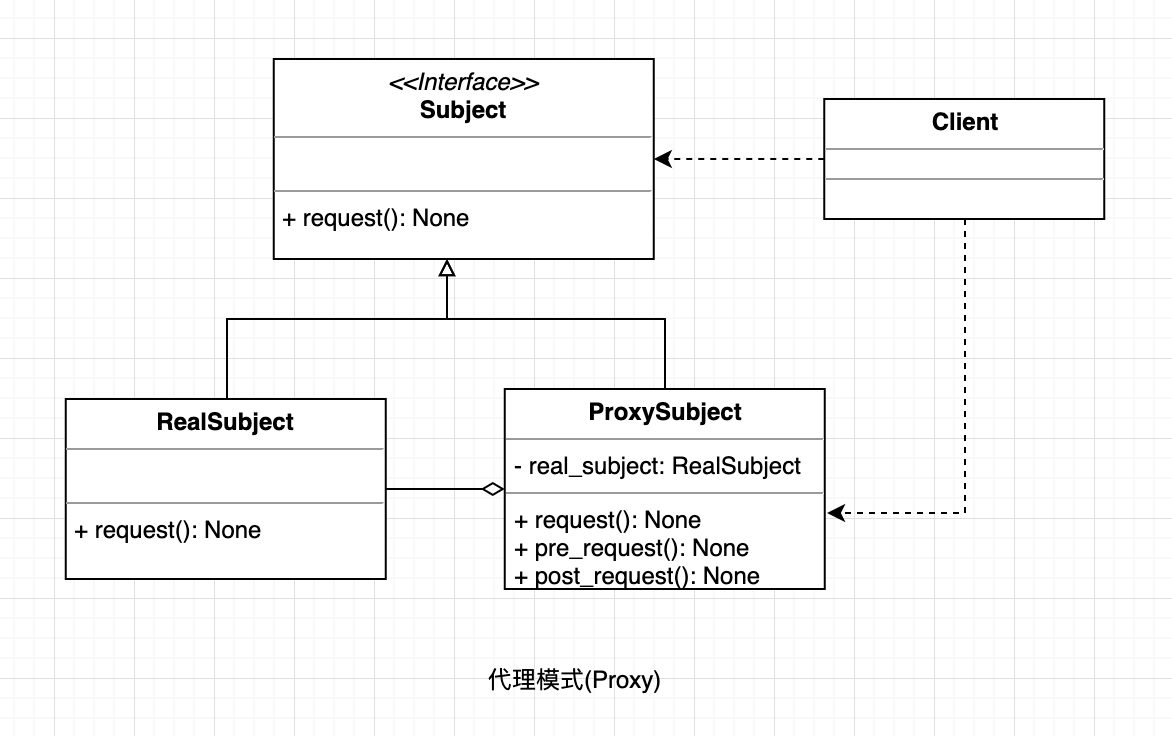 <<Interface>>
Subject
+ request(): None
Client
RealSubject
+ request(): None
ProxySubject
- real_subject: RealSubject
+ request(): None
+ pre_request(): None
+ post_request(): None
代理模式(Proxy)